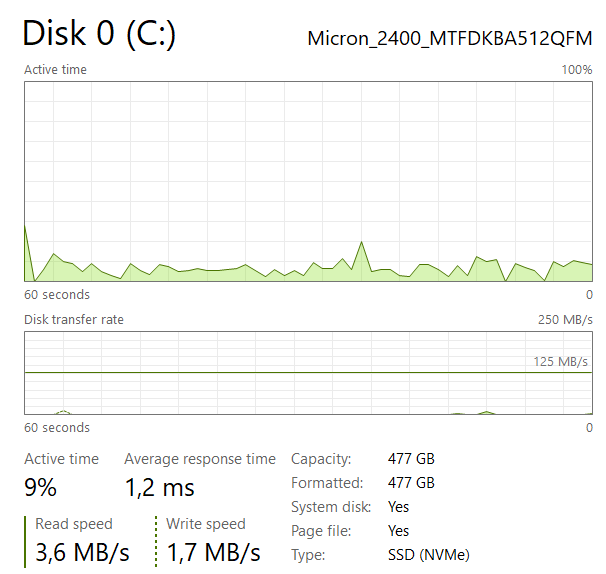 Disk 0 (C:) Micron_2400_MTFDKBA512QFM
Active time 100%
60 seconds 0
Disk transfer rate 250 MB/s
125 MB/s
60 seconds 0
Active time Average response time
9% 1,2 ms
Read speed Write speed
3,6 MB/s 1,7 MB/s
Capacity: 477 GB
Formatted: 477 GB
System disk: Yes
Page file: Yes
Type: SSD (NVMe)